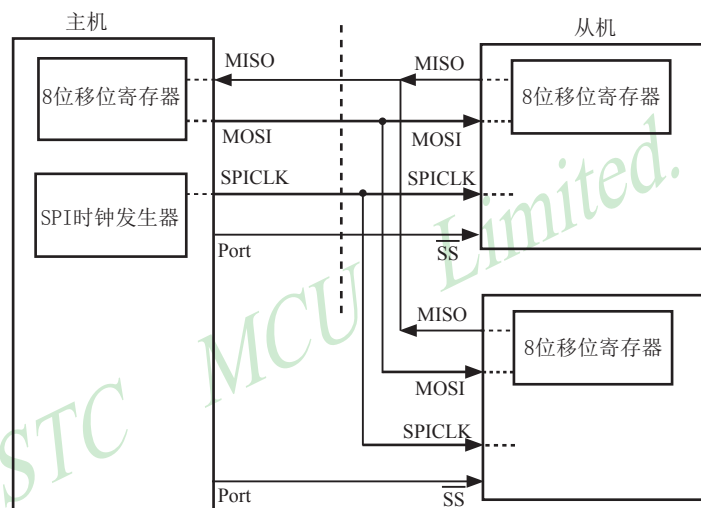 主机
从机
MISO
MISO
8位移位寄存器
8位移位寄存器
MOSI
MOSI
SPICLK
SPICLK
SPI时钟发生器
Port
SS
MISO
8位移位寄存器
MOSI
SPICLK
Port
SS
STC MCU Limited.